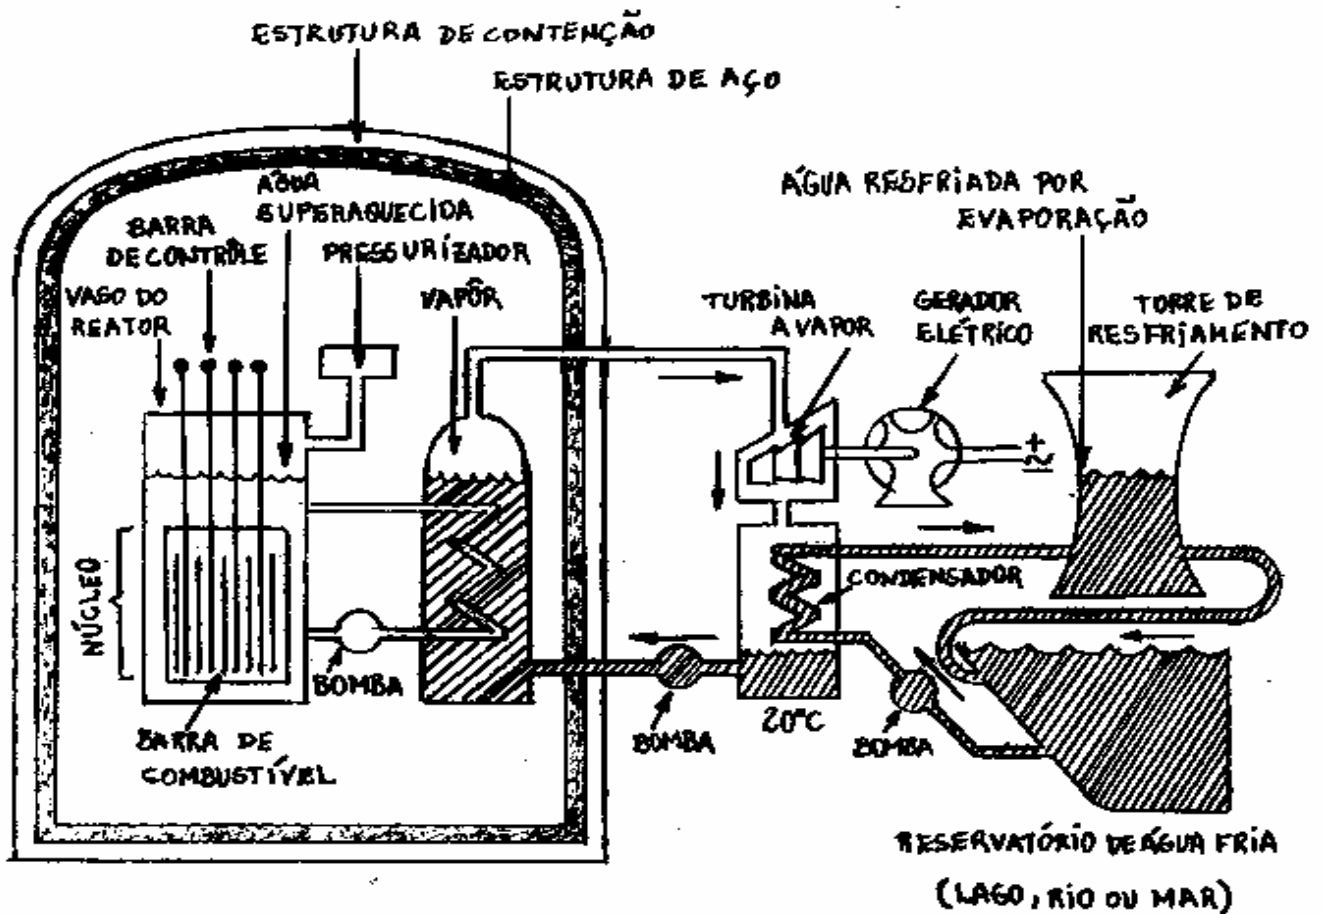 ESTRUTURA DE CONTENÇÃO
ESTRUTURA DE AÇO
ÁGUA
SUPERAQUECIDA
BARRA
DE CONTRÔLE
PRESSURIZADOR
VASO DO
REATOR
VAPÔR
ÁGUA RESFRIADA POR
EVAPORAÇÃO
TURBINA
A VAPOR
GERADOR
ELÉTRICO
TORRE DE
RESFRIAMENTO
NÚCLEO
BOMBA
BARRA DE
COMBUSTÍVEL
CONDENSADOR
BOMBA
20°C
BOMBA
RESERVATÓRIO DE ÁGUA FRIA
(LAGO, RIO OU MAR)